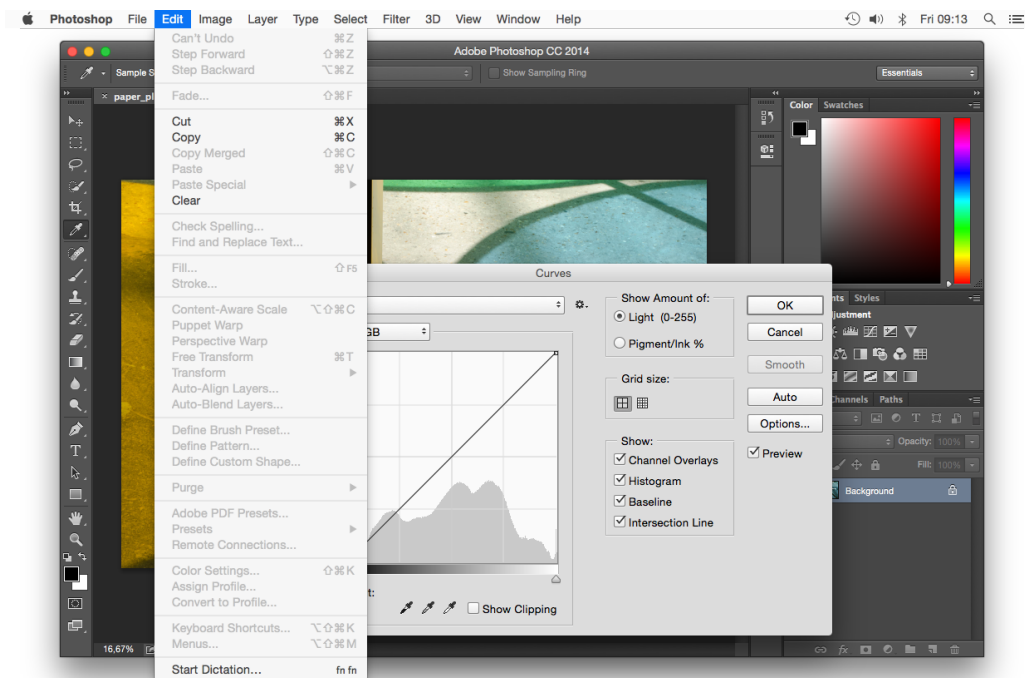 Photoshop File Edit Image Layer Type Select Filter 3D View Window Help Fri 09:13
Adobe Photoshop CC 2014
Sample S
Show Sampling Ring
Essentials
× paper_pl
Can't Undo ⌘Z
Step Forward ⇧⌘Z
Step Backward ⌥⌘Z
Fade... ⇧⌘F
Cut ⌘X
Copy ⌘C
Copy Merged ⇧⌘C
Paste ⌘V
Paste Special
Clear
Check Spelling...
Find and Replace Text...
Fill... ⇧F5
Stroke...
Content-Aware Scale ⌥⇧⌘C
Puppet Warp
Perspective Warp
Free Transform ⌘T
Transform
Auto-Align Layers...
Auto-Blend Layers...
Define Brush Preset...
Define Pattern...
Define Custom Shape...
Purge
Adobe PDF Presets...
Presets
Remote Connections...
Color Settings... ⇧⌘K
Assign Profile...
Convert to Profile...
Keyboard Shortcuts... ⌥⇧⌘K
Menus... ⌥⇧⌘M
Start Dictation... fn fn
16,67%
Curves
GB
t:
Show Clipping
Show Amount of:
Light (0-255)
Pigment/Ink %
Grid size:
Show:
Channel Overlays
Histogram
Baseline
Intersection Line
OK
Cancel
Smooth
Auto
Options...
Preview
Color Swatches
nts Styles
justment
Channels Paths
Opacity: 100%
Fill: 100%
Background
fx